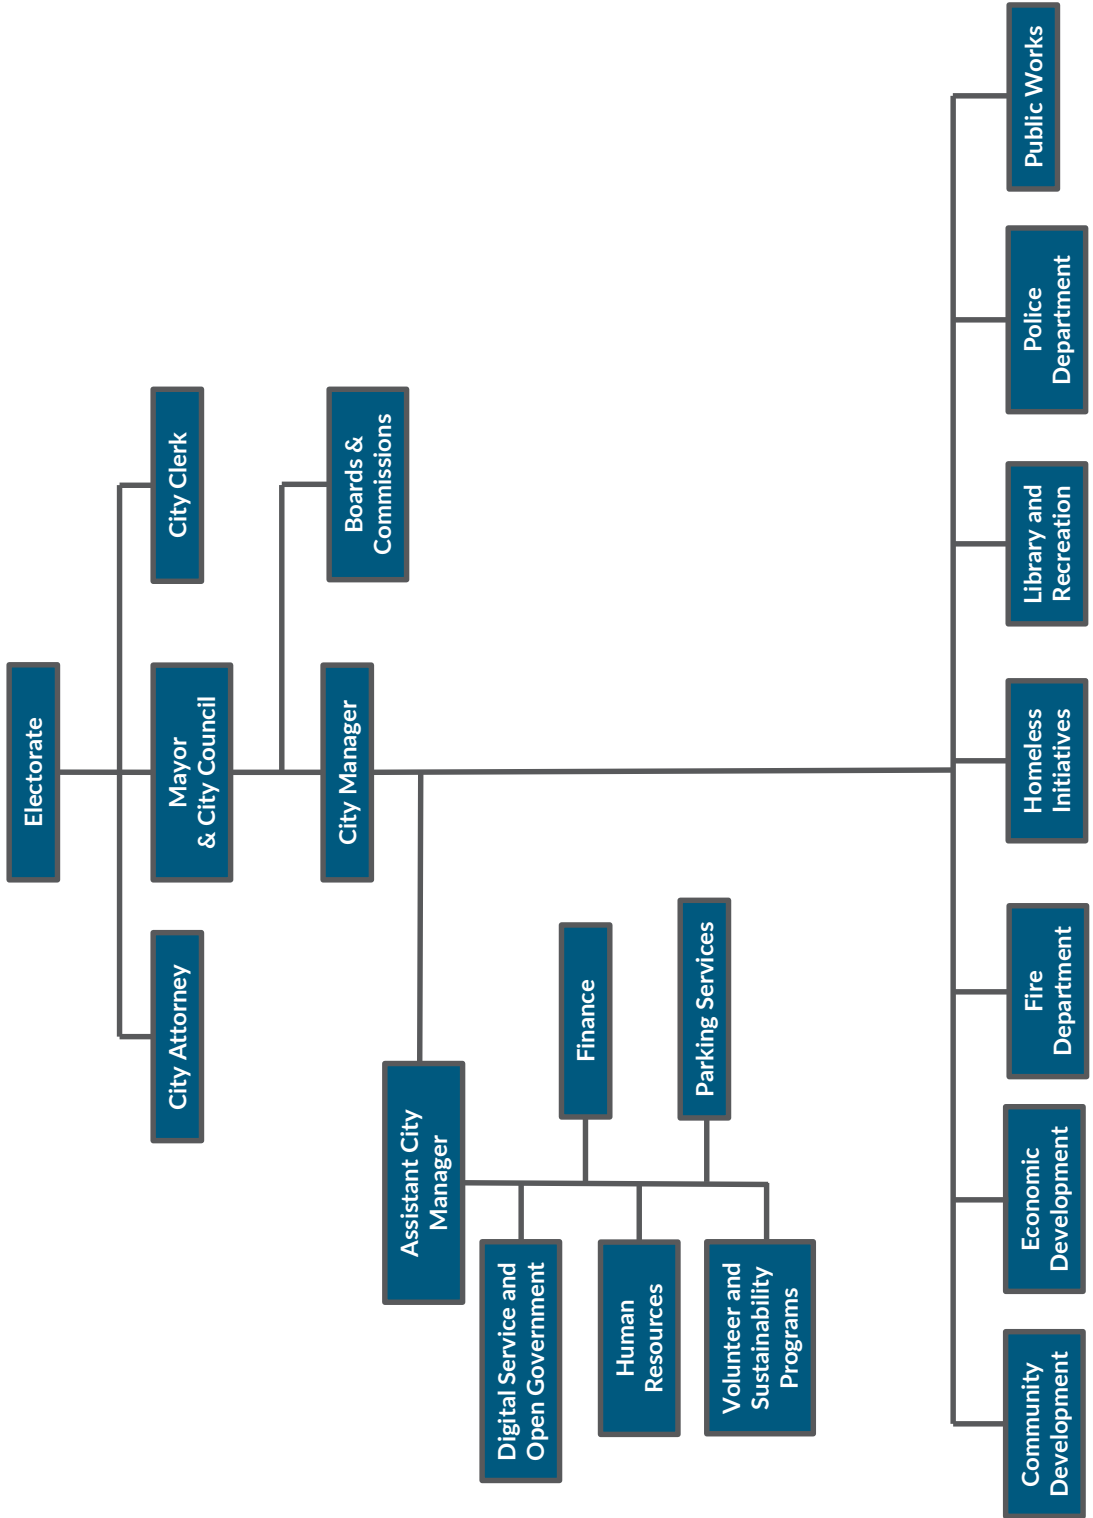 Electorate
City Attorney
Mayor
& City Council
City Clerk
City Manager
Boards &
Commissions
Assistant City
Manager
Digital Service and
Open Government
Finance
Human
Resources
Parking Services
Volunteer and
Sustainability
Programs
Community
Development
Economic
Development
Fire
Department
Homeless
Initiatives
Library and
Recreation
Police
Department
Public Works